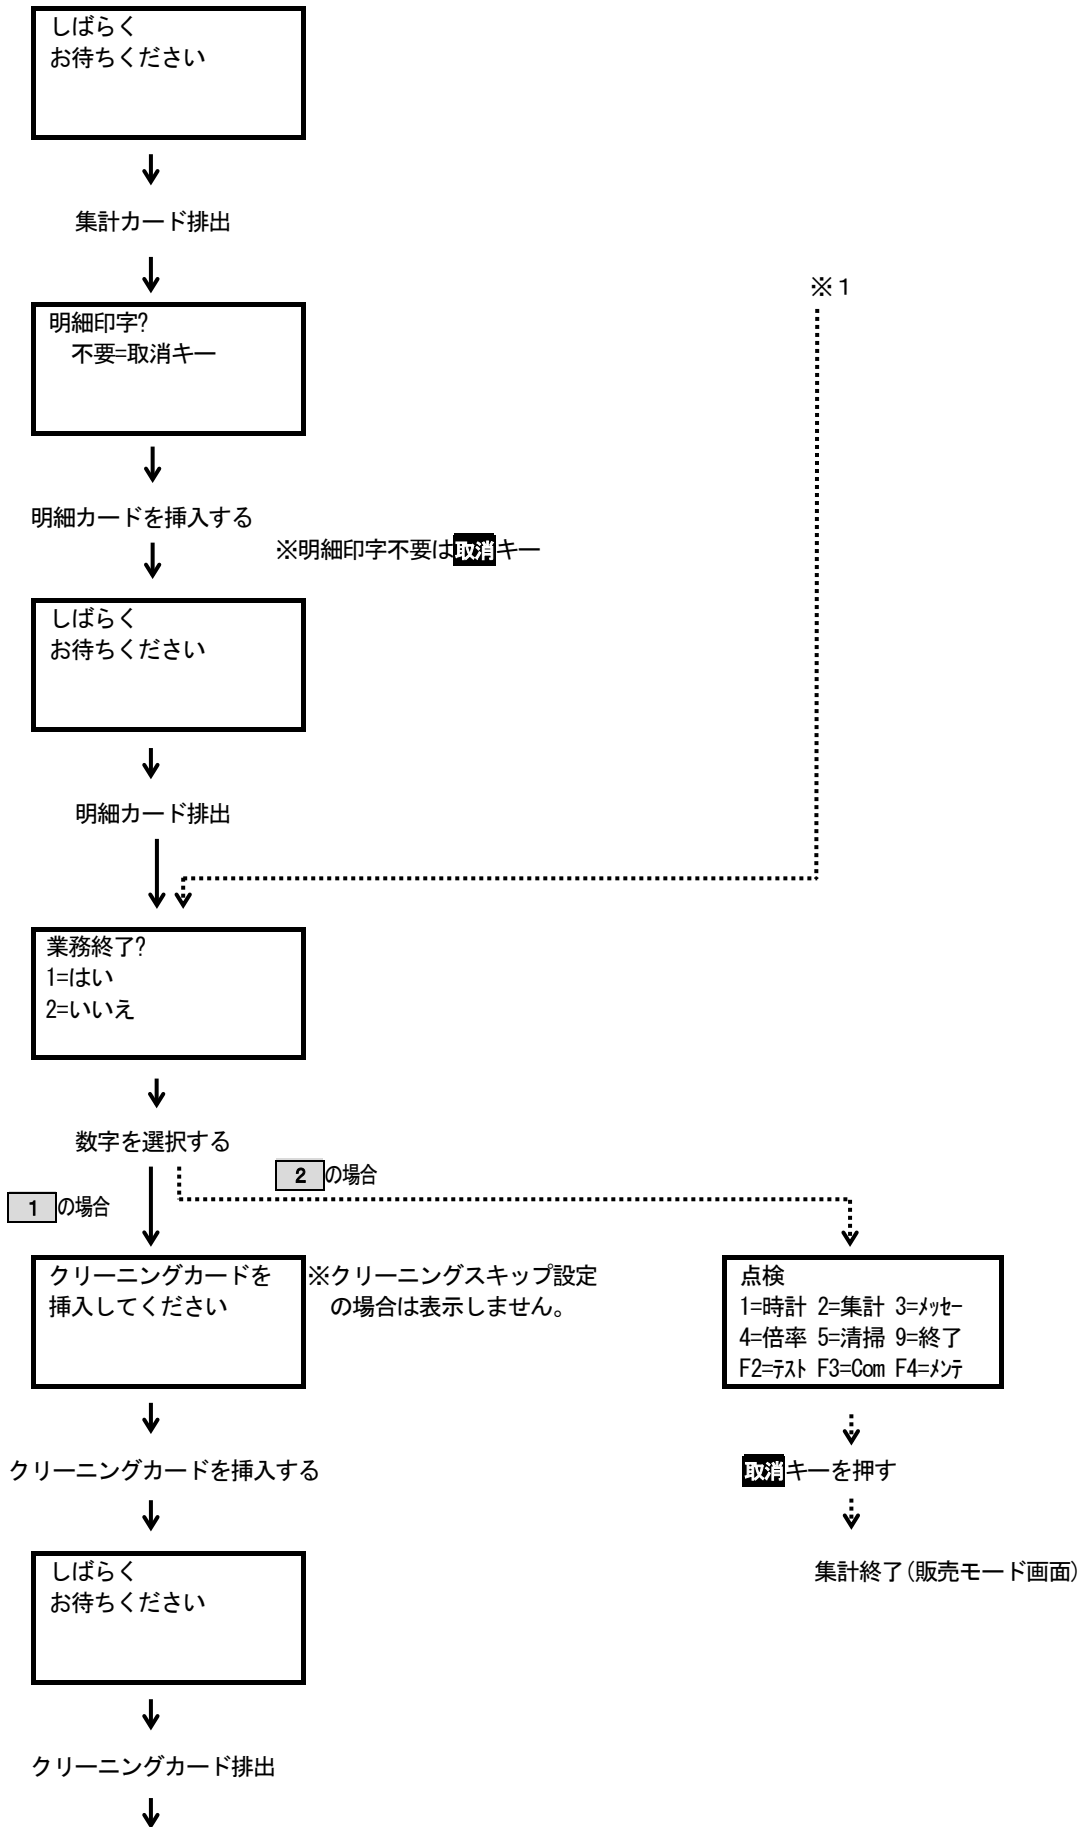 しばらく
お待ちください
集計カード排出
※１
明細印字?
不要=取消キー
明細カードを挿入する
※明細印字不要は取消キー
しばらく
お待ちください
明細カード排出
業務終了?
1=はい
2=いいえ
数字を選択する
2 の場合
1 の場合
クリーニングカードを
挿入してください
※クリーニングスキップ設定
の場合は表示しません。
点検
1=時計 2=集計 3=ﾒｯｾｰ
4=倍率 5=清掃 9=終了
F2=ﾃｽﾄ F3=Com F4=ﾒﾝﾃ
クリーニングカードを挿入する
取消キーを押す
しばらく
お待ちください
集計終了(販売モード画面)
クリーニングカード排出